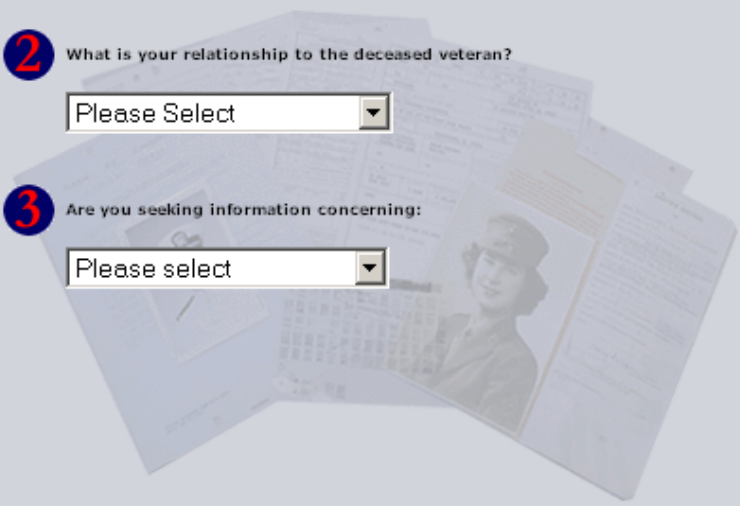 2 What is your relationship to the deceased veteran?
Please Select
3 Are you seeking information concerning:
Please select